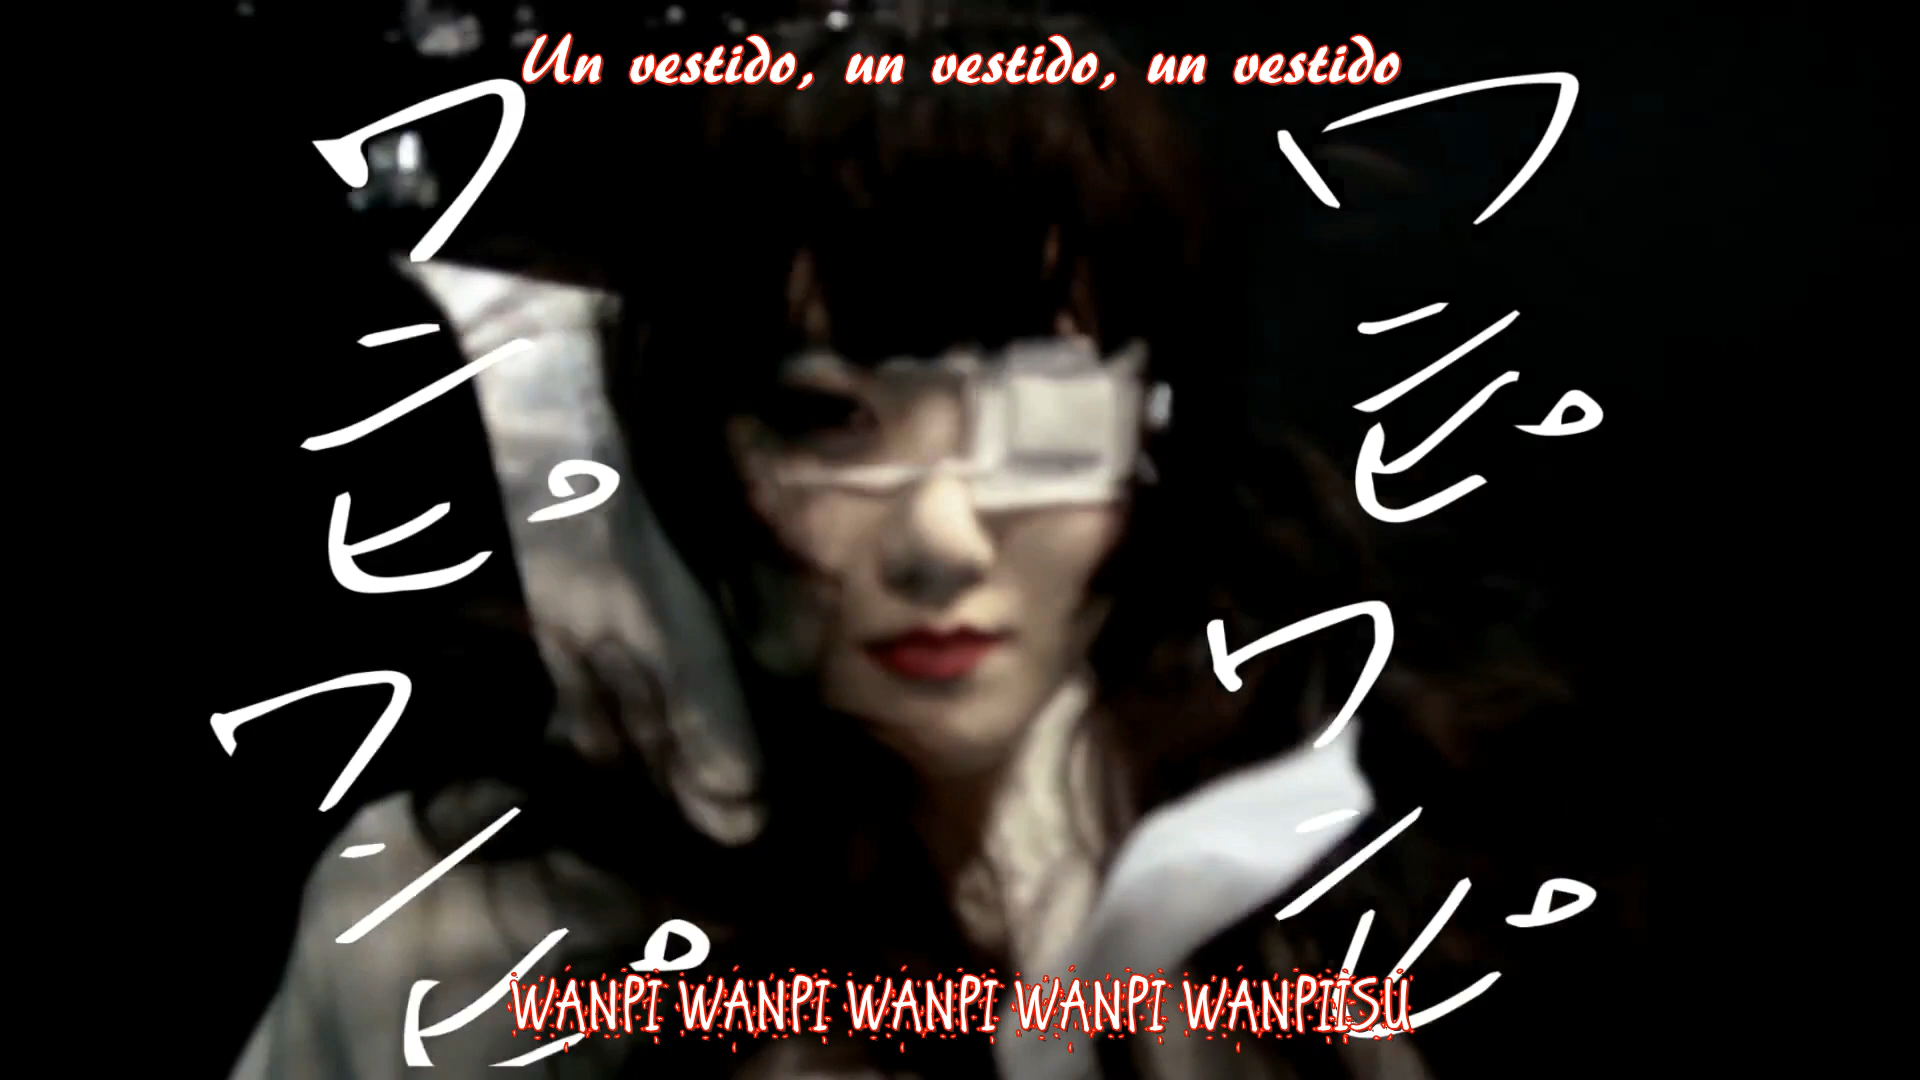 Un vestido, un vestido, un vestido
ワンピ
ワンピ
ワンピ
ワンピ
WANPI WANPI WANPI WANPI WANPIISU